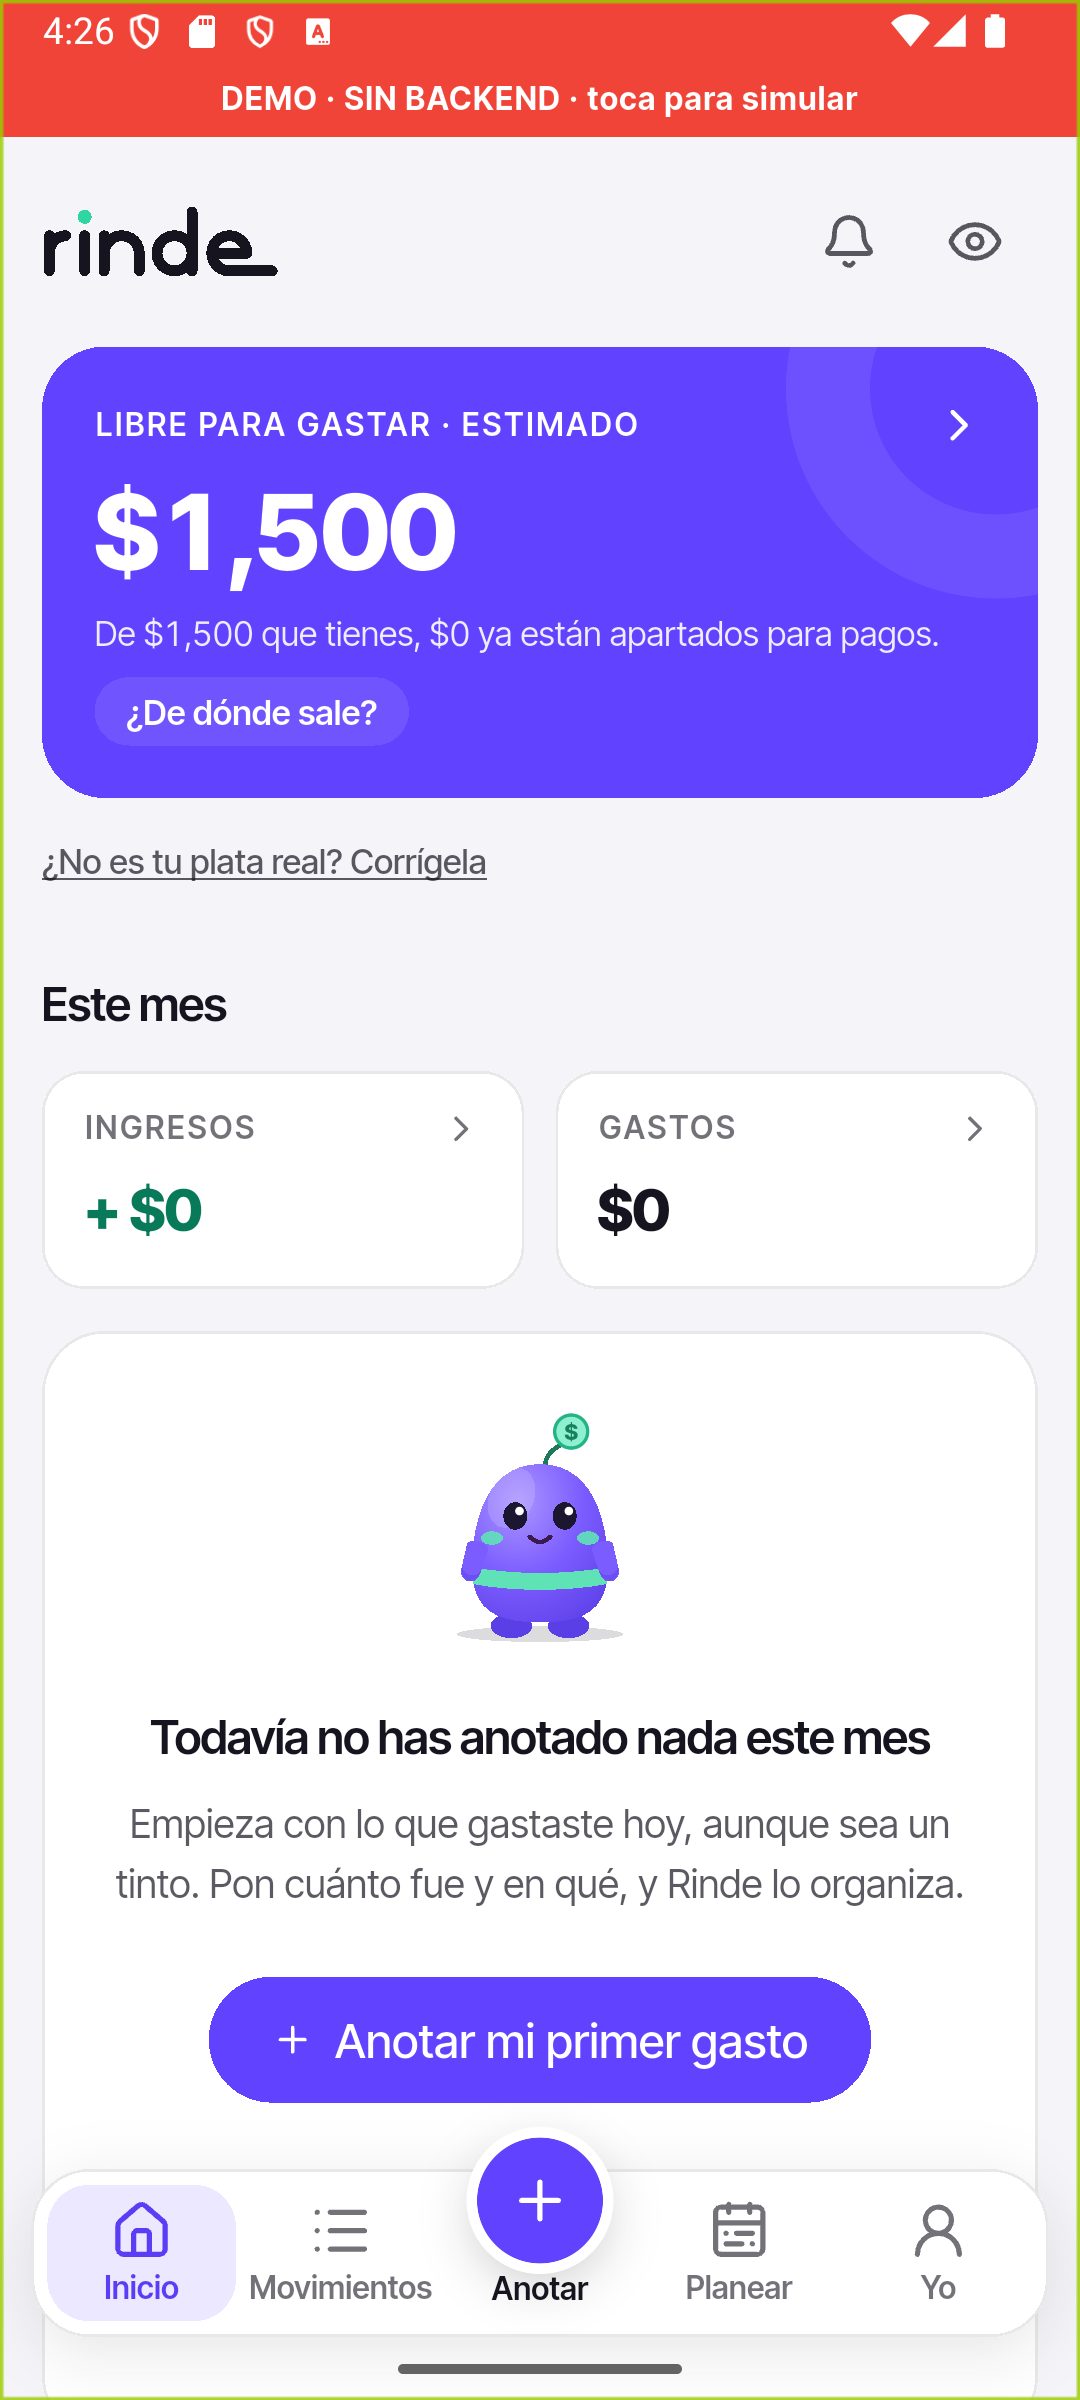 4:26
DEMO · SIN BACKEND · toca para simular
rinde
LIBRE PARA GASTAR · ESTIMADO
$1,500
De $1,500 que tienes, $0 ya están apartados para pagos.
¿De dónde sale?
¿No es tu plata real? Corrígela
Este mes
INGRESOS
+ $0
GASTOS
$0
$
Todavía no has anotado nada este mes
Empieza con lo que gastaste hoy, aunque sea un
tinto. Pon cuánto fue y en qué, y Rinde lo organiza.
+ Anotar mi primer gasto
Inicio
Movimientos
Anotar
Planear
Yo